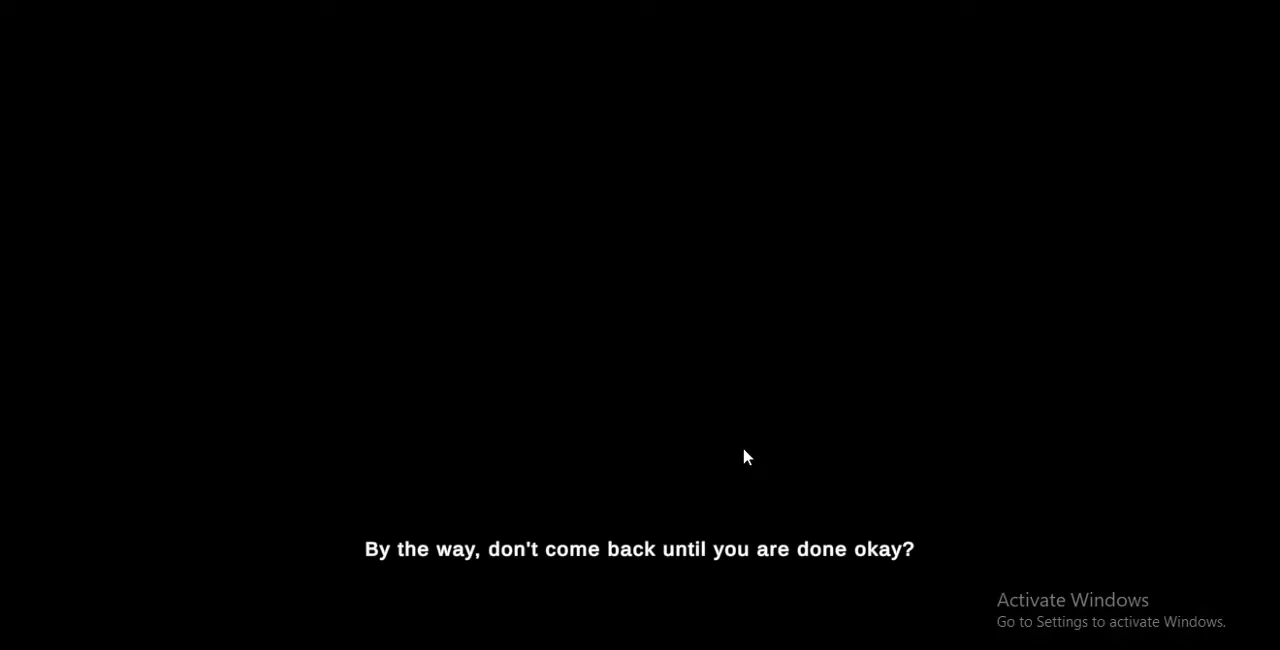 By the way, don't come back until you are done okay?
Activate Windows
Go to Settings to activate Windows.